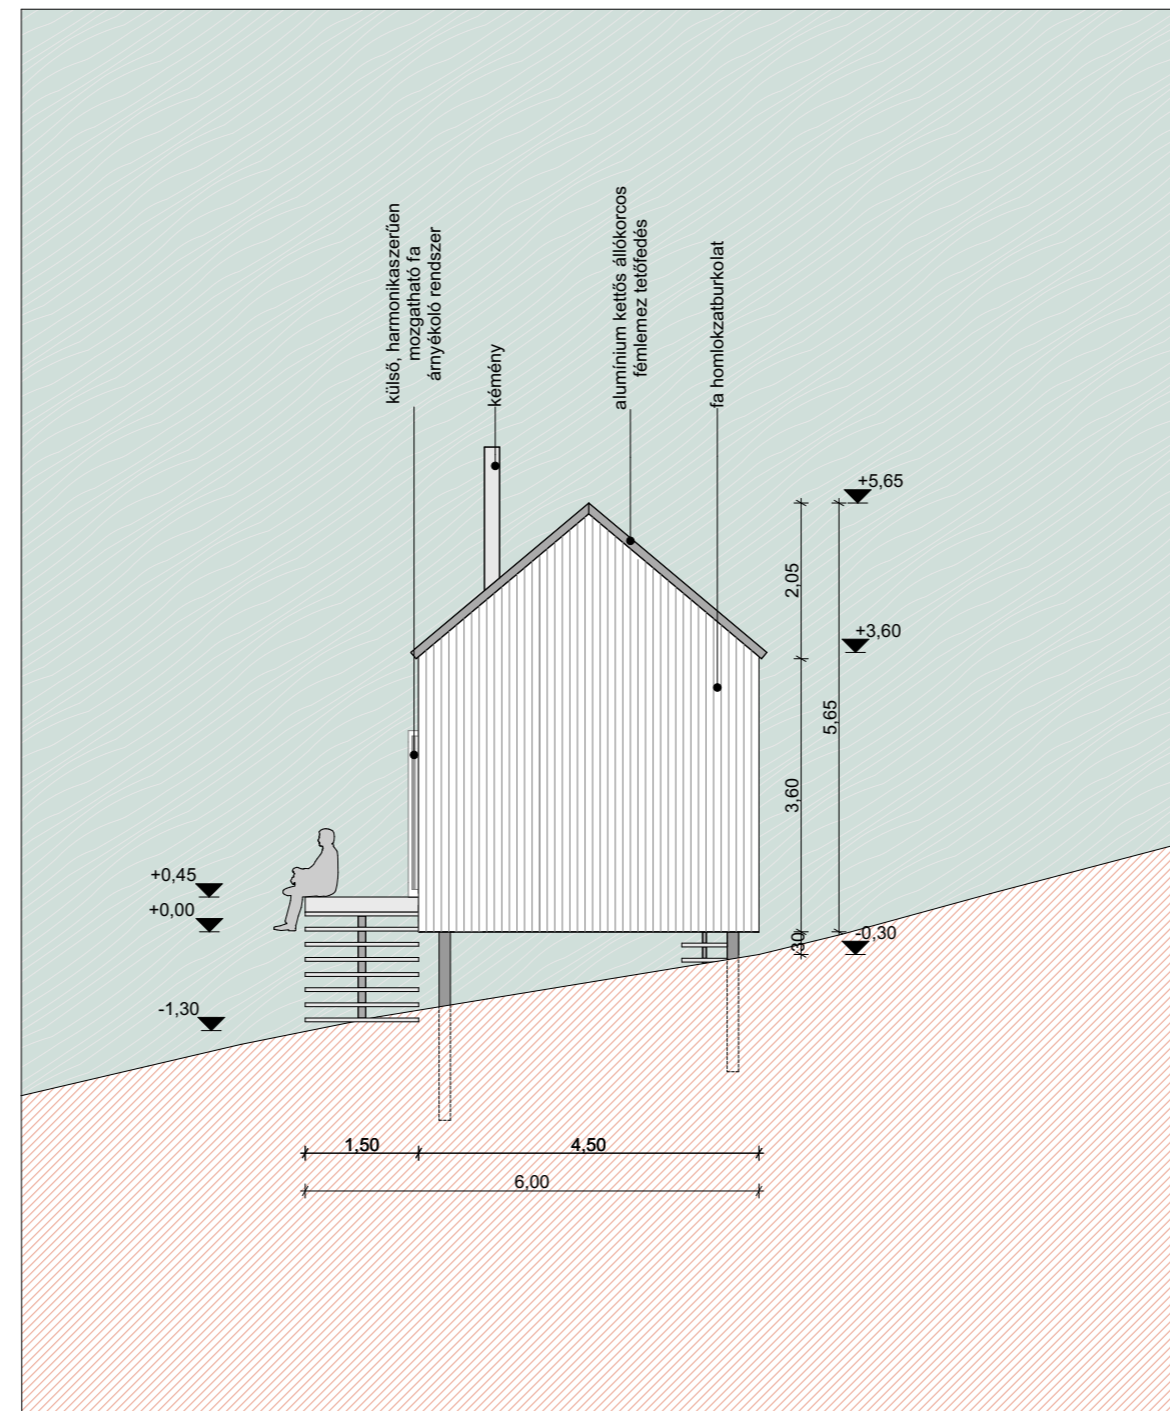 külső, harmonikaszerűen
mozgatható fa
árnyékoló rendszer
kémény
alumínium kettős állókorcos
fémlemez tetőfedés
fa homlokzatburkolat
+5,65
2,05
+3,60
5,65
3,60
+0,45
+0,00
-0,30
30
-1,30
1,50
4,50
6,00